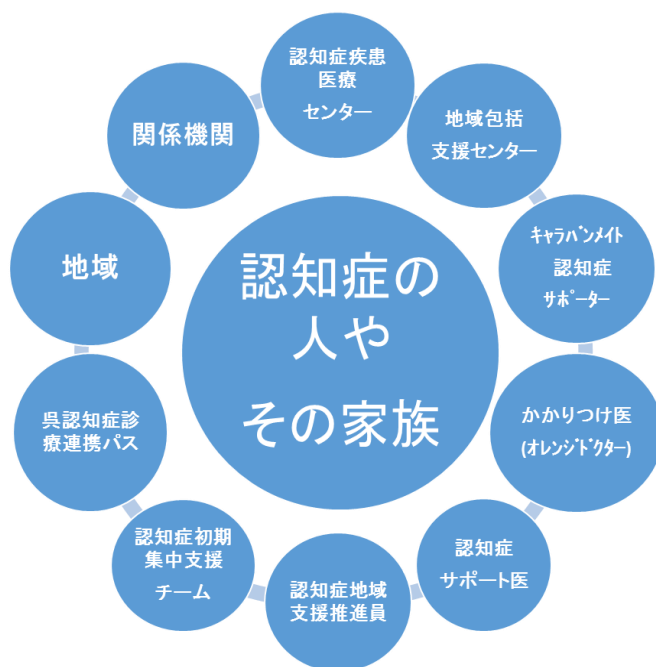 認知症疾患
医療
センター
地域包括
支援センター
キャラバンメイト
認知症
サポーター
かかりつけ医
(オレンジドクター)
認知症
サポート医
認知症地域
支援推進員
認知症初期
集中支援
チーム
呉認知症診
療連携パス
地域
関係機関
認知症の
人や
その家族